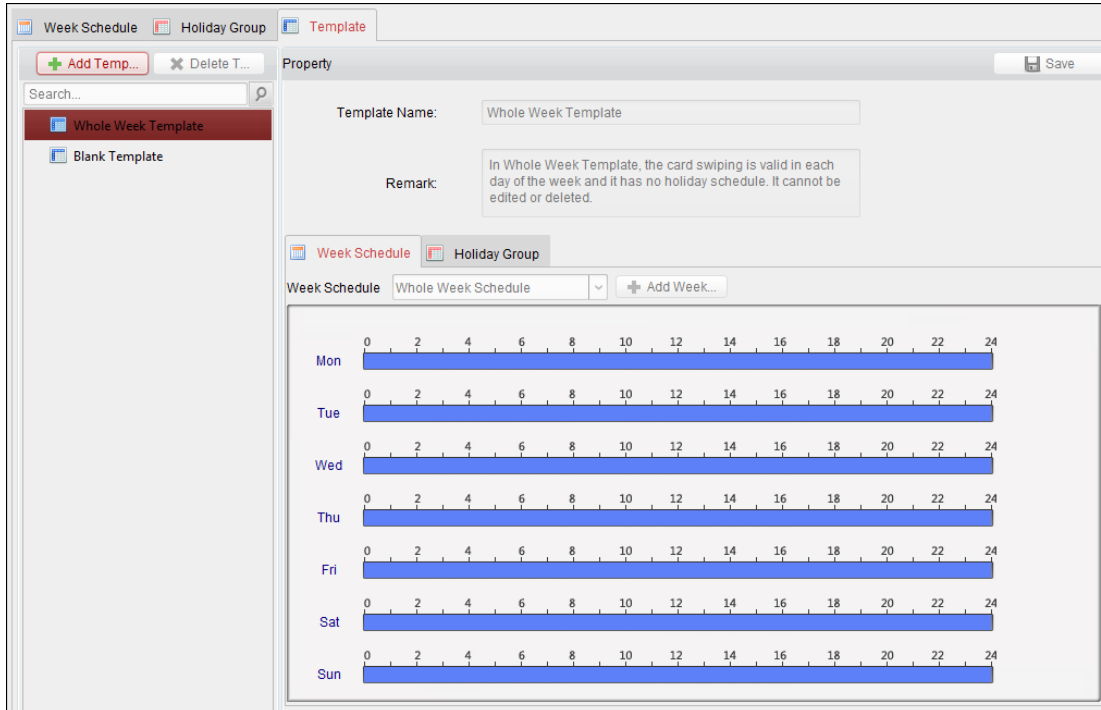 Week Schedule Holiday Group Template
Add Temp... Delete T... Property Save
Search...
Whole Week Template
Blank Template
Template Name: Whole Week Template
Remark: In Whole Week Template, the card swiping is valid in each
day of the week and it has no holiday schedule. It cannot be
edited or deleted.
Week Schedule Holiday Group
Week Schedule Whole Week Schedule Add Week...
0 2 4 6 8 10 12 14 16 18 20 22 24
Mon
0 2 4 6 8 10 12 14 16 18 20 22 24
Tue
0 2 4 6 8 10 12 14 16 18 20 22 24
Wed
0 2 4 6 8 10 12 14 16 18 20 22 24
Thu
0 2 4 6 8 10 12 14 16 18 20 22 24
Fri
0 2 4 6 8 10 12 14 16 18 20 22 24
Sat
0 2 4 6 8 10 12 14 16 18 20 22 24
Sun